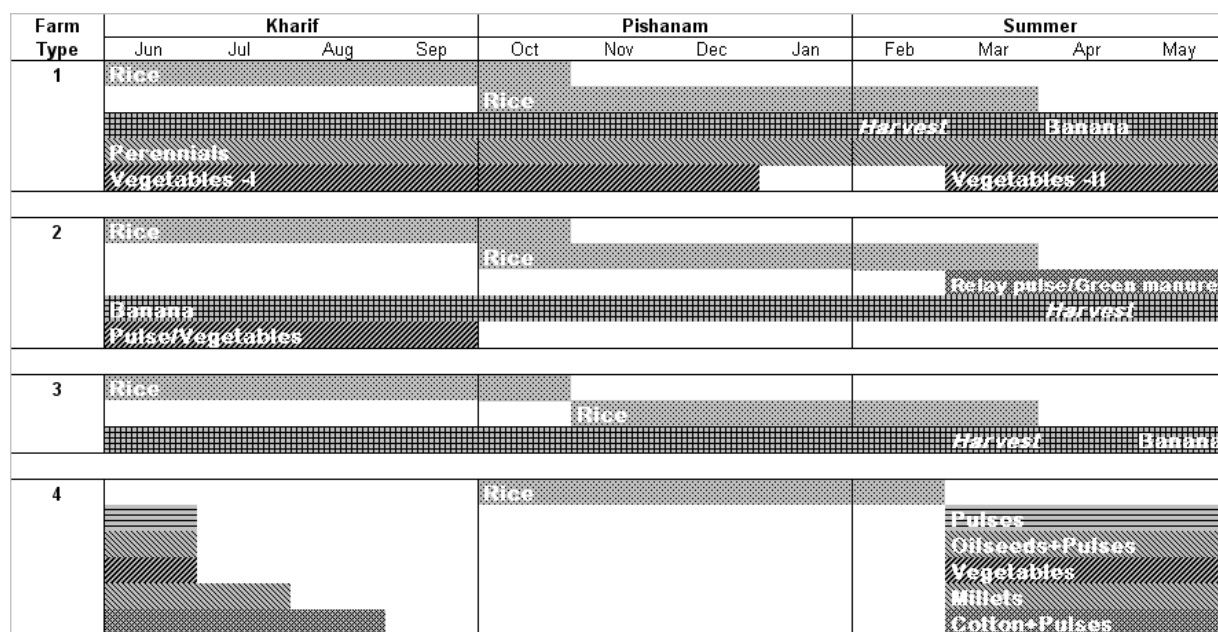 Farm Kharif Pishanam Summer
Type Jun Jul Aug Sep Oct Nov Dec Jan Feb Mar Apr May
1 Rice
Rice
Harvest Banana
Perennials
Vegetables -I Vegetables -II
2 Rice
Rice
Relay pulse/Green manure
Banana Harvest
Pulse/Vegetables
3 Rice
Rice
Harvest Banana
4 Rice
Pulses
Oilseeds+Pulses
Vegetables
Millets
Cotton+Pulses